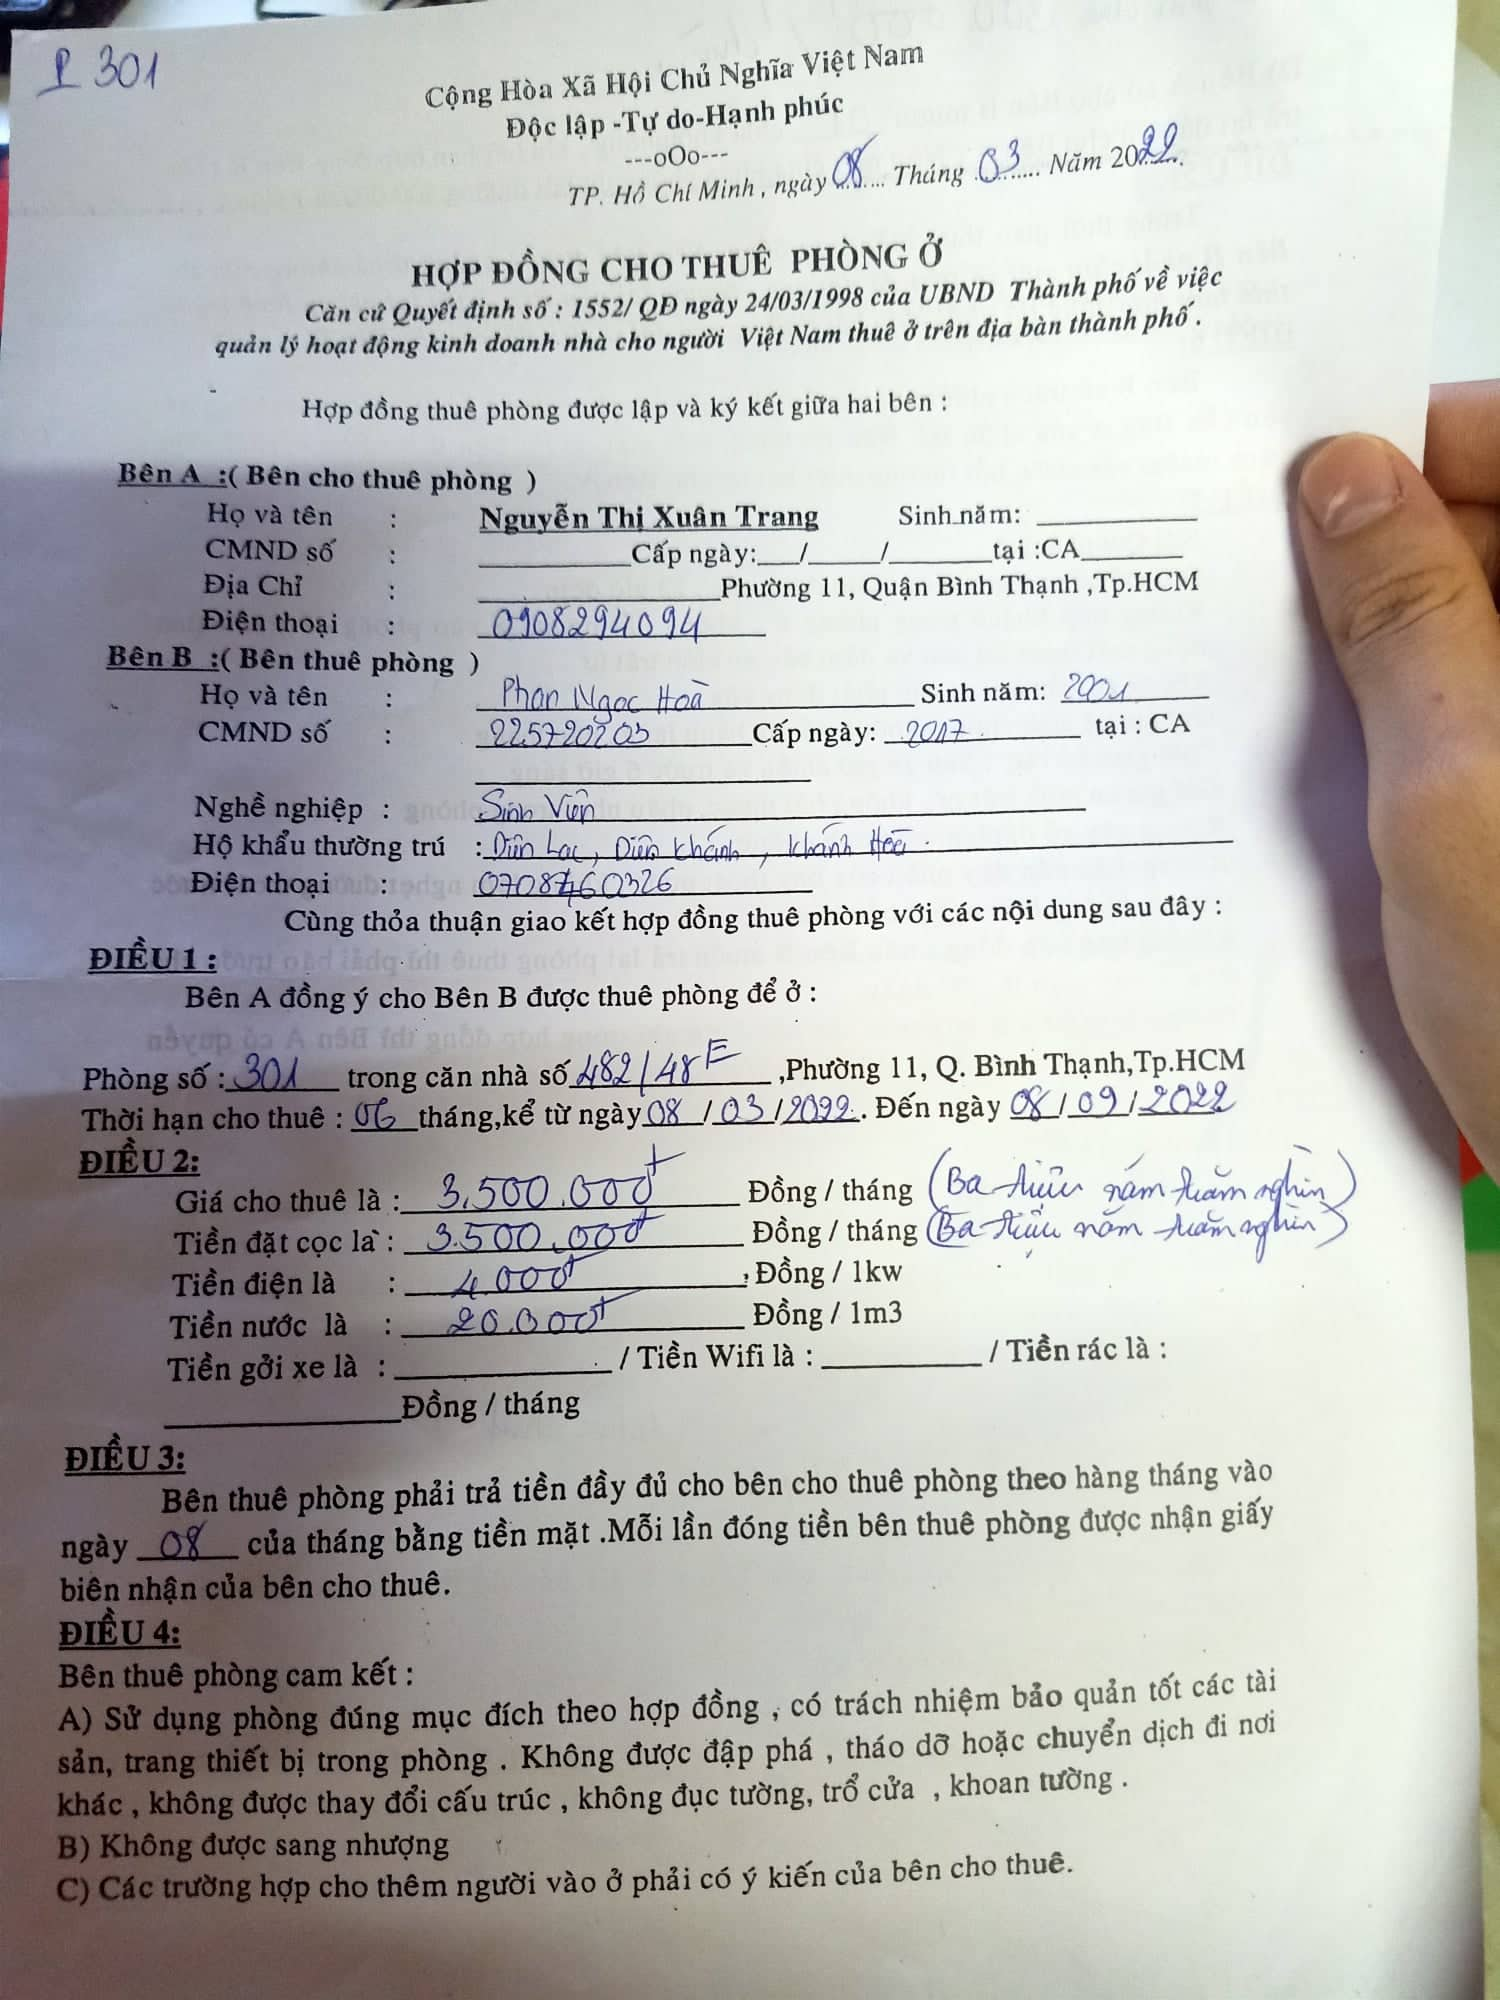 P 301
Cộng Hòa Xã Hội Chủ Nghĩa Việt Nam
Độc lập -Tự do-Hạnh phúc
---oOo---
TP. Hồ Chí Minh , ngày 08 Tháng 03 Năm 2022
HỢP ĐỒNG CHO THUÊ PHÒNG Ở
Căn cứ Quyết định số : 1552/ QĐ ngày 24/03/1998 của UBND Thành phố về việc
quản lý hoạt động kinh doanh nhà cho người Việt Nam thuê ở trên địa bàn thành phố .
Hợp đồng thuê phòng được lập và ký kết giữa hai bên :
Bên A :( Bên cho thuê phòng )
Họ và tên : Nguyễn Thị Xuân Trang Sinh năm: ________
CMND số : ________Cấp ngày:___/____/______tại :CA______
Địa Chỉ : ____________Phường 11, Quận Bình Thạnh ,Tp.HCM
Điện thoại : 0908294094
Bên B :( Bên thuê phòng )
Họ và tên : Phan Ngọc Hoà Sinh năm: 2001
CMND số : 225720203 Cấp ngày: 2017 tại : CA
Nghề nghiệp : Sinh Viên
Hộ khẩu thường trú : Diên Lạc, Diên Khánh, Khánh Hoà.
Điện thoại : 0708460326
Cùng thỏa thuận giao kết hợp đồng thuê phòng với các nội dung sau đây :
ĐIỀU 1 :
Bên A đồng ý cho Bên B được thuê phòng để ở :
Phòng số : 301 trong căn nhà số 482/48E ,Phường 11, Q. Bình Thạnh,Tp.HCM
Thời hạn cho thuê : 06 tháng,kể từ ngày 08/03/2022. Đến ngày 08/09/2022
ĐIỀU 2:
Giá cho thuê là : 3.500.000đ Đồng / tháng (Ba triệu năm trăm nghìn)
Tiền đặt cọc là : 3.500.000đ Đồng / tháng (Ba triệu năm trăm nghìn)
Tiền điện là : 4.000đ Đồng / 1kw
Tiền nước là : 20.000đ Đồng / 1m3
Tiền gởi xe là : __________ / Tiền Wifi là : ________ / Tiền rác là :
____________Đồng / tháng
ĐIỀU 3:
Bên thuê phòng phải trả tiền đầy đủ cho bên cho thuê phòng theo hàng tháng vào
ngày 08 của tháng bằng tiền mặt .Mỗi lần đóng tiền bên thuê phòng được nhận giấy
biên nhận của bên cho thuê.
ĐIỀU 4:
Bên thuê phòng cam kết :
A) Sử dụng phòng đúng mục đích theo hợp đồng , có trách nhiệm bảo quản tốt các tài
sản, trang thiết bị trong phòng . Không được đập phá , tháo dỡ hoặc chuyển dịch đi nơi
khác , không được thay đổi cấu trúc , không đục tường, trổ cửa , khoan tường .
B) Không được sang nhượng
C) Các trường hợp cho thêm người vào ở phải có ý kiến của bên cho thuê.